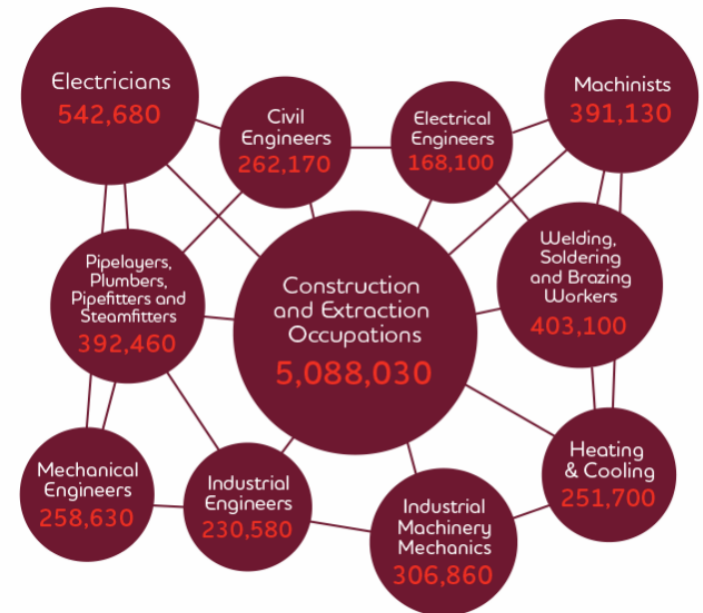 Electricians
542,680
Civil
Engineers
262,170
Electrical
Engineers
168,100
Machinists
391,130
Pipelayers,
Plumbers,
Pipefitters and
Steamfitters
392,460
Construction
and Extraction
Occupations
5,088,030
Welding,
Soldering
and Brazing
Workers
403,100
Mechanical
Engineers
258,630
Industrial
Engineers
230,580
Industrial
Machinery
Mechanics
306,860
Heating
& Cooling
251,700